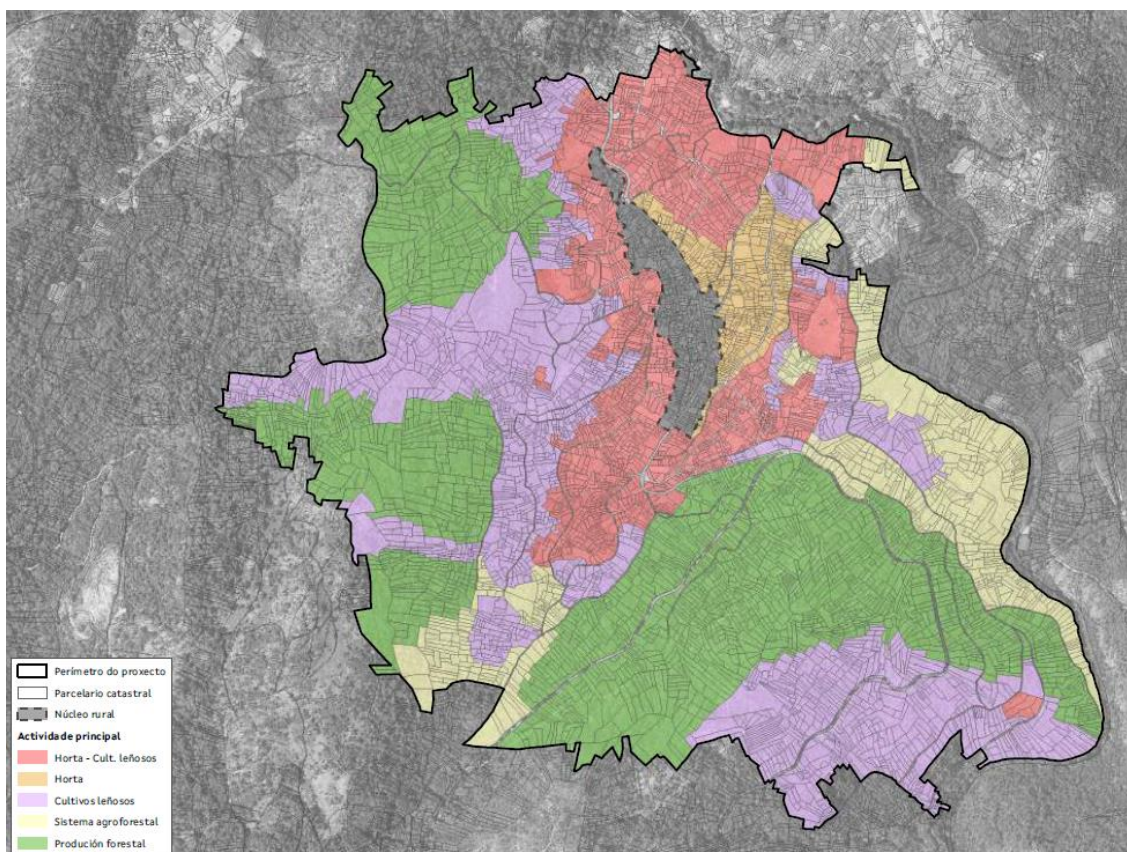 Perímetro do proxecto
Parcelario catastral
Núcleo rural
Actividade principal
Horta - Cult. leñosos
Horta
Cultivos leñosos
Sistema agroforestal
Produción forestal